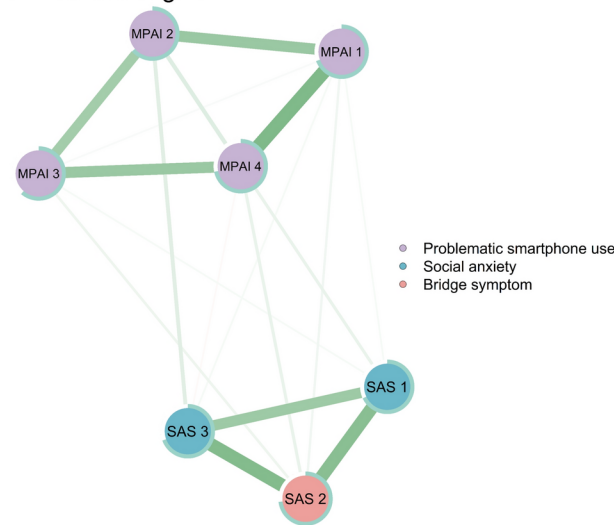 MPAI 2
MPAI 1
MPAI 3
MPAI 4
Problematic smartphone use
Social anxiety
Bridge symptom
SAS 1
SAS 3
SAS 2